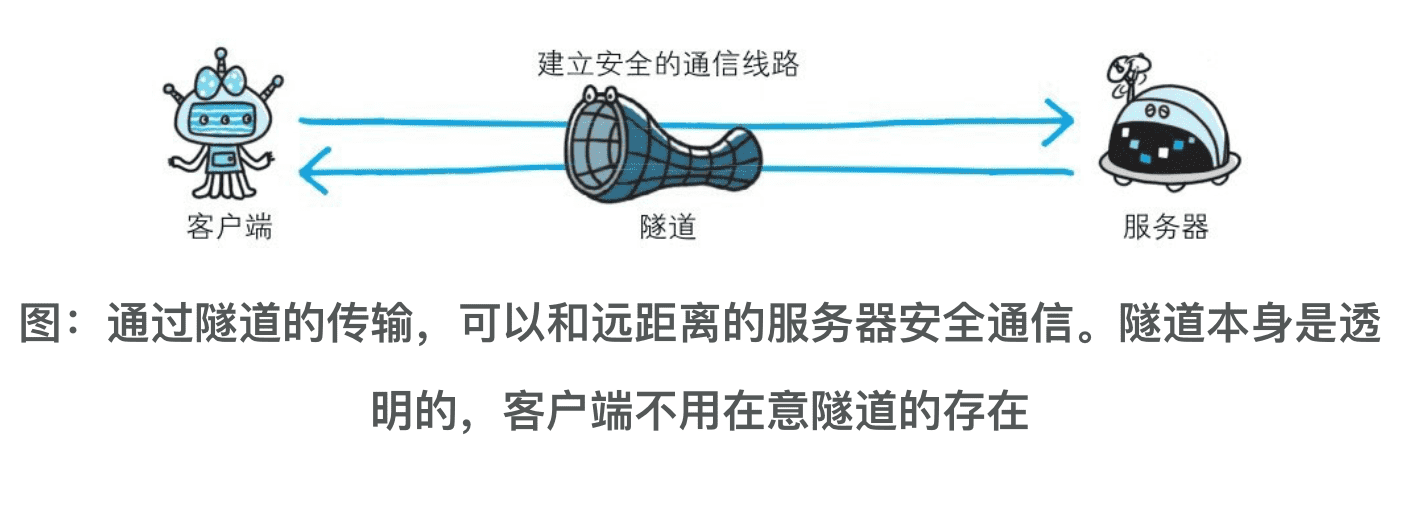 建立安全的通信线路
客户端
隧道
服务器
图：通过隧道的传输，可以和远距离的服务器安全通信。隧道本身是透
明的，客户端不用在意隧道的存在